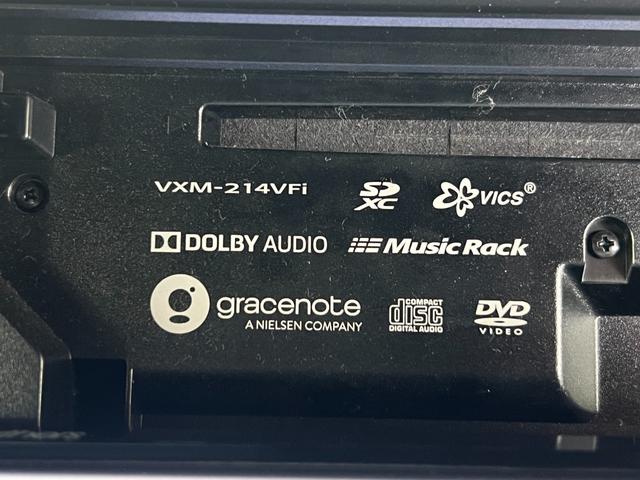 VXM-214VFi
SD XC
VICS®
DOLBY AUDIO
Music Rack
gracenote
A NIELSEN COMPANY
COMPACT
disc
DIGITAL AUDIO
DVD
VIDEO